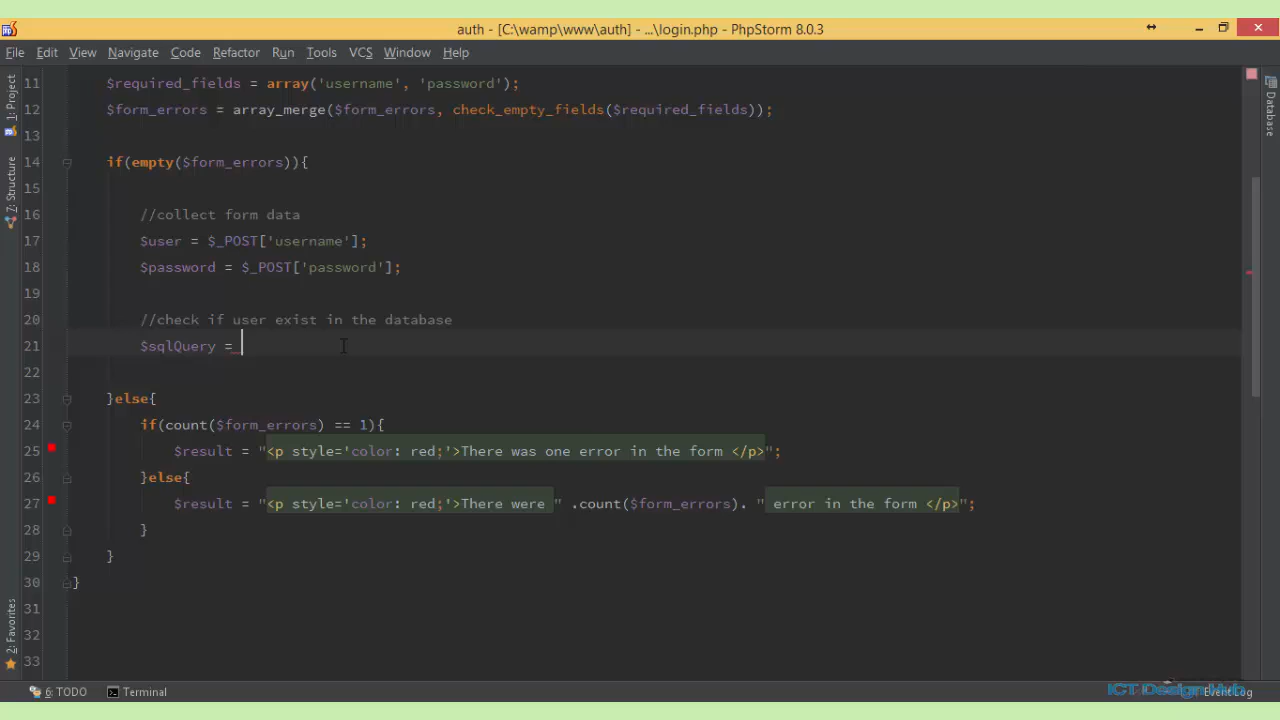 auth - [C:\wamp\www\auth] - ...\login.php - PhpStorm 8.0.3
File Edit View Navigate Code Refactor Run Tools VCS Window Help
1: Project
7: Structure
2: Favorites
Database
11 $required_fields = array('username', 'password');
12 $form_errors = array_merge($form_errors, check_empty_fields($required_fields));
13
14 if(empty($form_errors)){
15
16 //collect form data
17 $user = $_POST['username'];
18 $password = $_POST['password'];
19
20 //check if user exist in the database
21 $sqlQuery =
22
23 }else{
24 if(count($form_errors) == 1){
25 $result = "<p style='color: red;'>There was one error in the form </p>";
26 }else{
27 $result = "<p style='color: red;'>There were " .count($form_errors). " error in the form </p>";
28 }
29 }
30 }
31
32
33
6: TODO Terminal
ICT Design Hub
Event Log